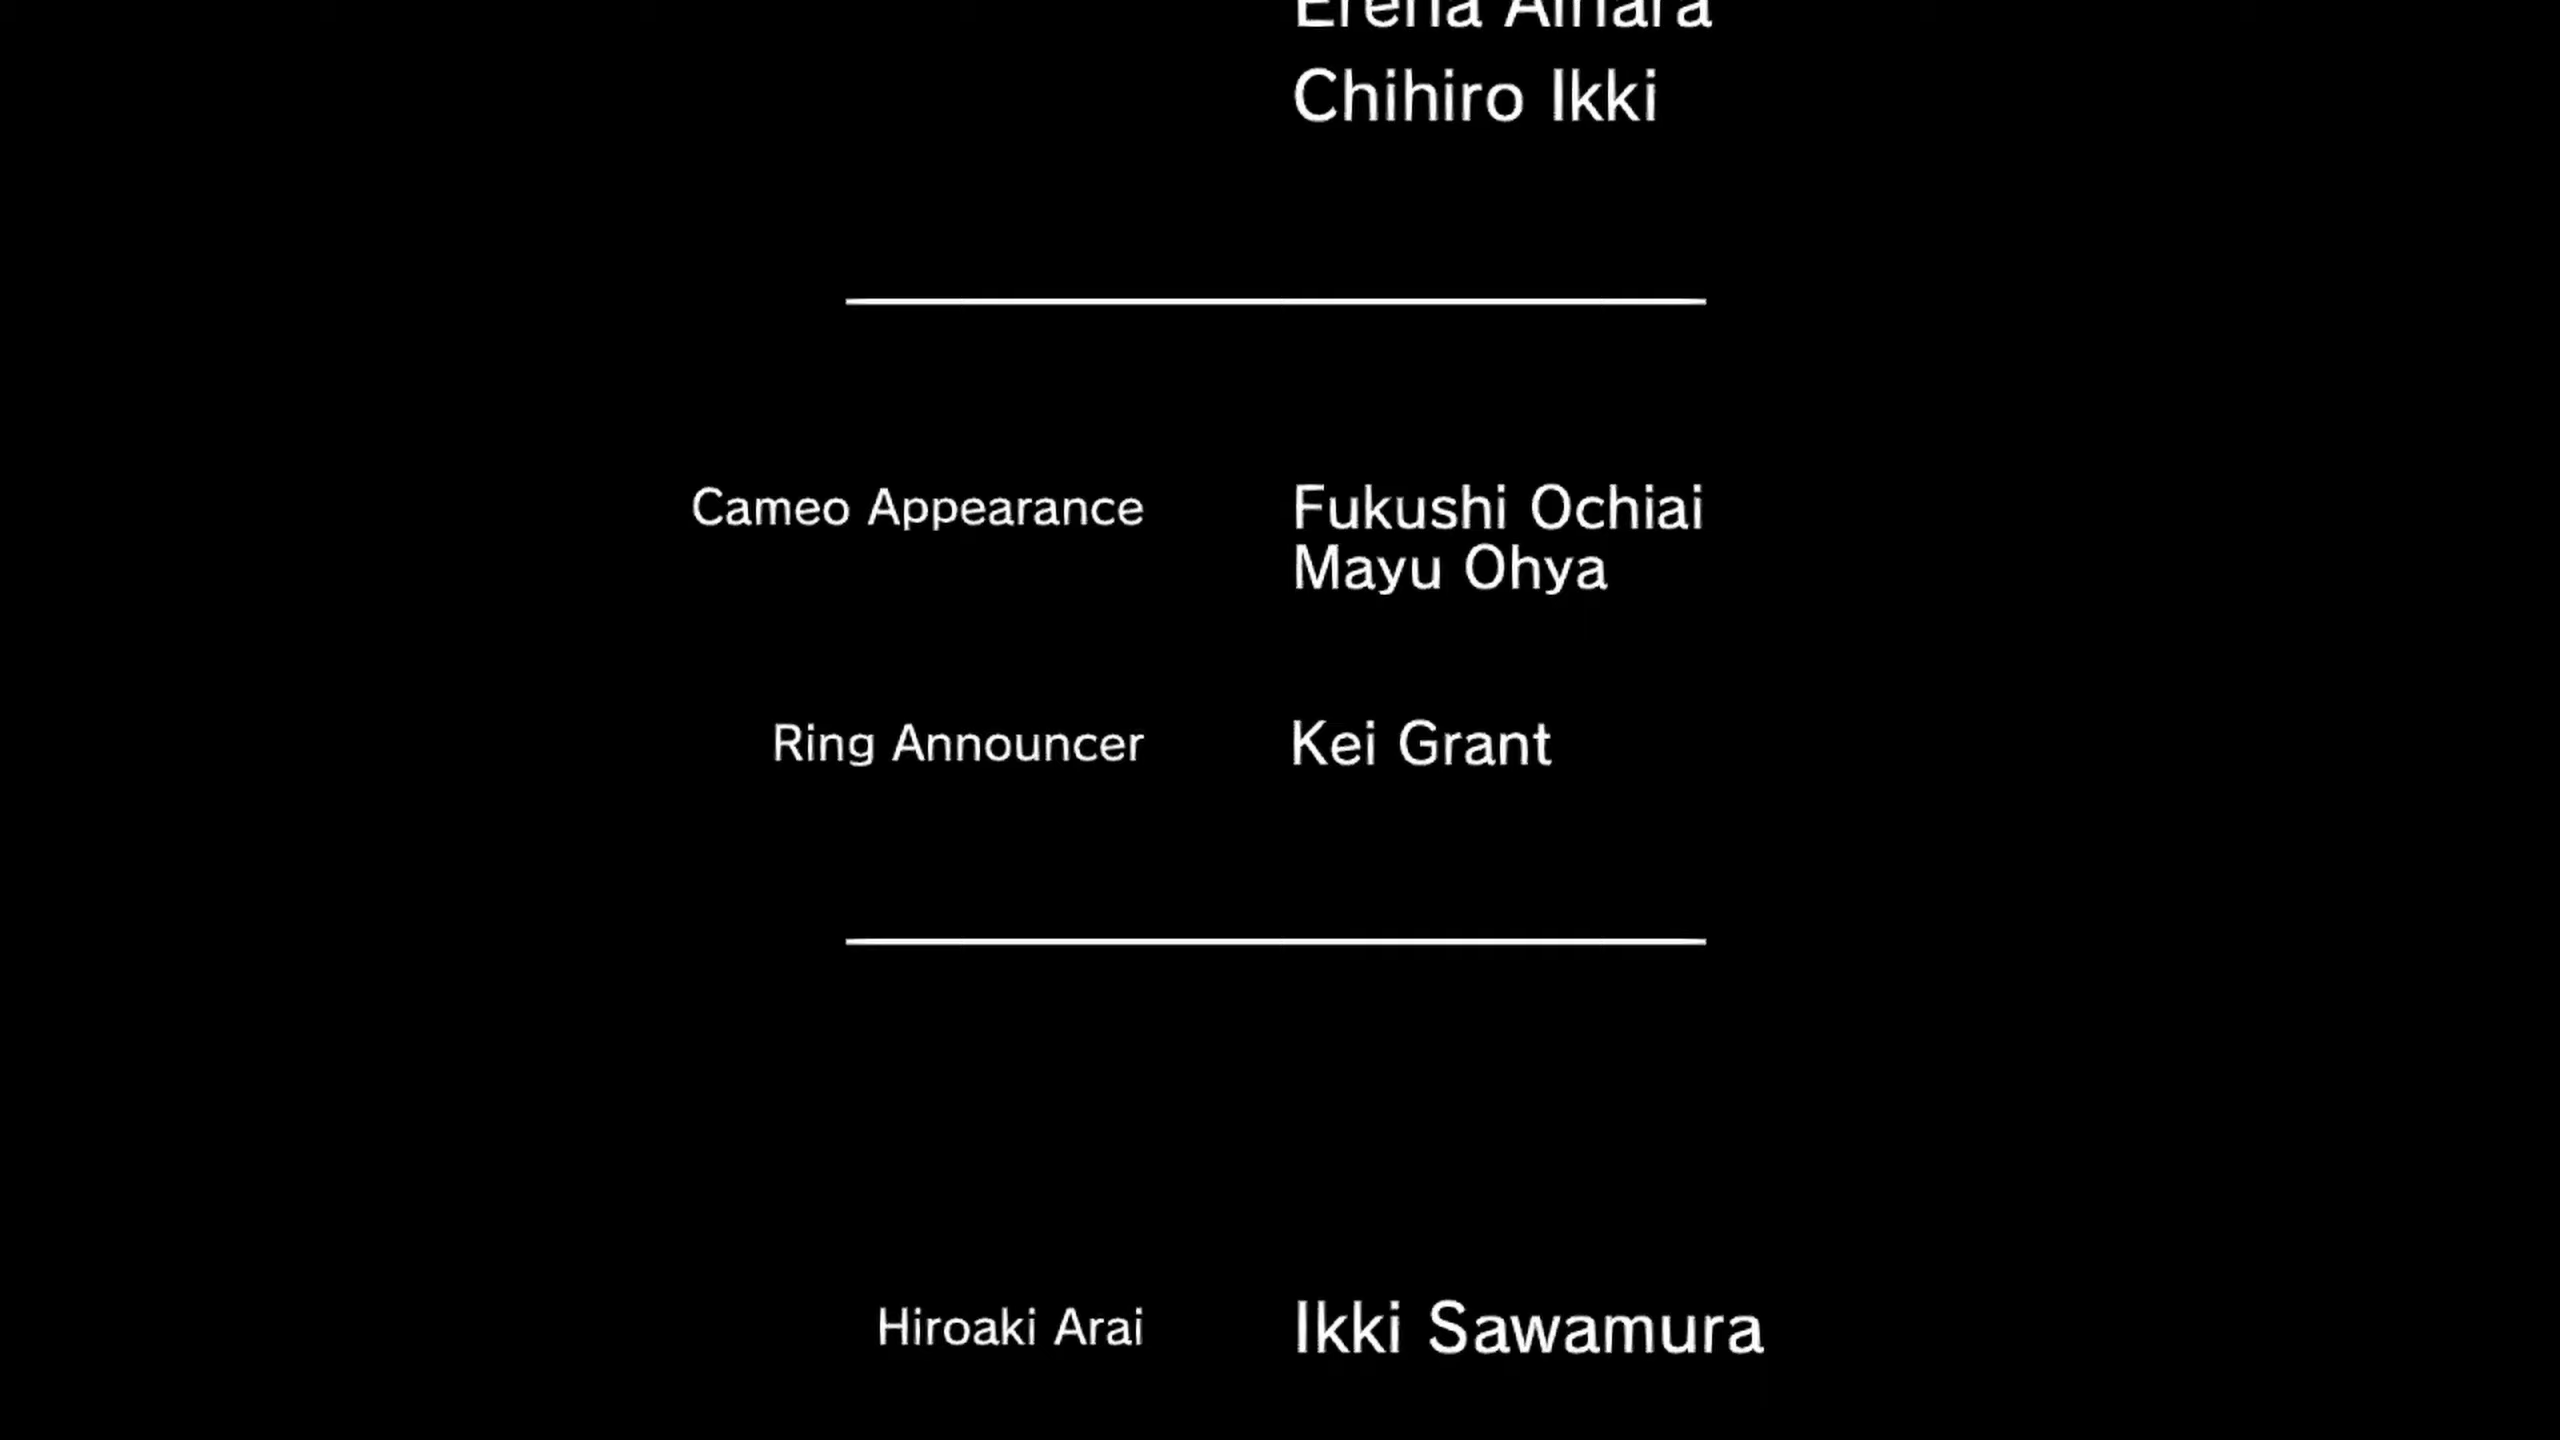 Chihiro Ikki
Cameo Appearance Fukushi Ochiai
Mayu Ohya
Ring Announcer Kei Grant
Hiroaki Arai Ikki Sawamura